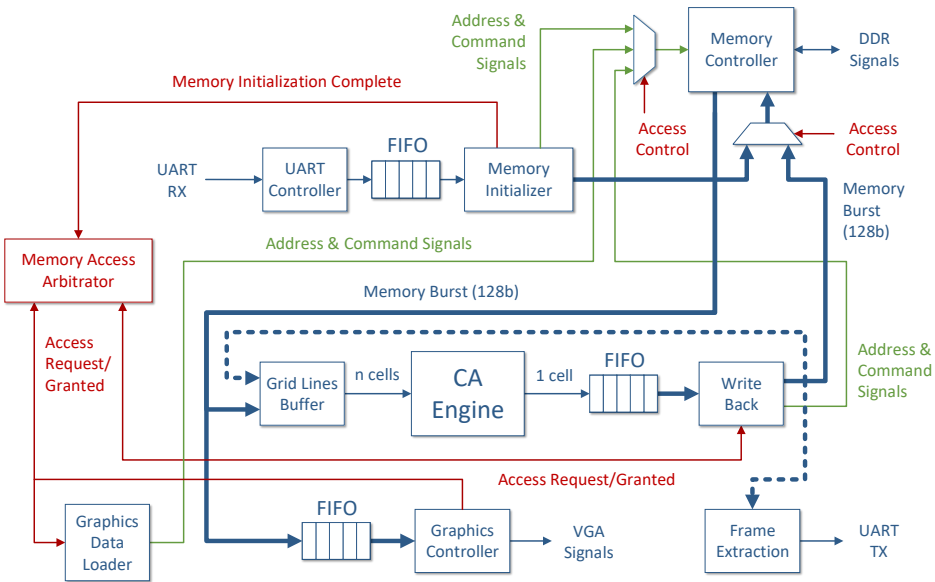 Address &
Command
Signals
Memory
Controller
DDR
Signals
Memory Initialization Complete
Access
Control
Access
Control
UART
RX
UART
Controller
FIFO
Memory
Initializer
Memory
Burst
(128b)
Address & Command Signals
Memory Access
Arbitrator
Memory Burst (128b)
Access
Request/
Granted
Grid Lines
Buffer
n cells
CA
Engine
1 cell
FIFO
Write
Back
Address &
Command
Signals
Access Request/Granted
Graphics
Data
Loader
FIFO
Graphics
Controller
VGA
Signals
Frame
Extraction
UART
TX